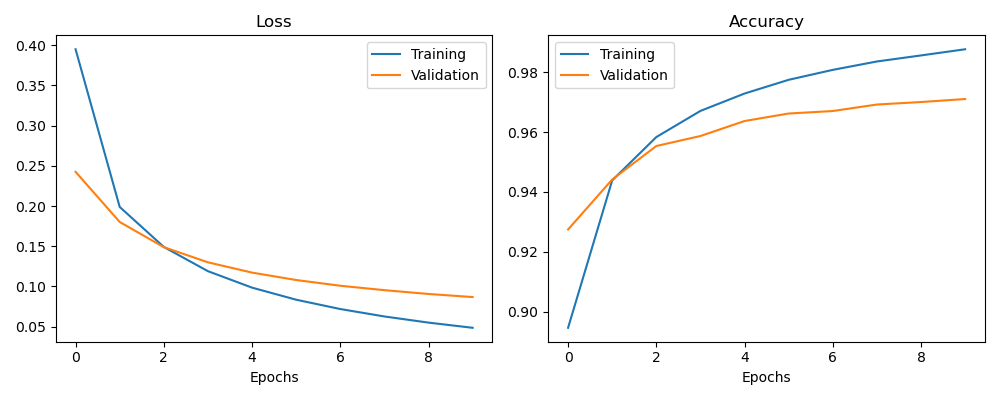 Loss
0.40
0.35
0.30
0.25
0.20
0.15
0.10
0.05
0 2 4 6 8
Epochs
Training
Validation
Accuracy
0.98
0.96
0.94
0.92
0.90
0 2 4 6 8
Epochs
Training
Validation